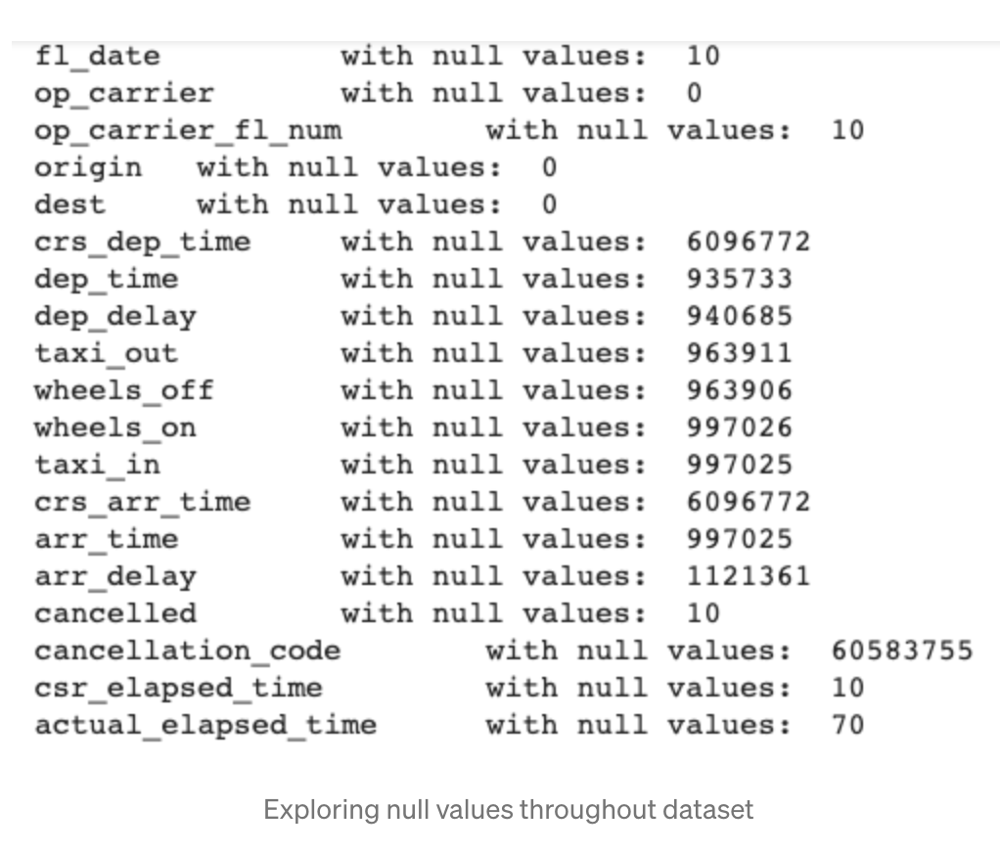 fl_date with null values: 10
op_carrier with null values: 0
op_carrier_fl_num with null values: 10
origin with null values: 0
dest with null values: 0
crs_dep_time with null values: 6096772
dep_time with null values: 935733
dep_delay with null values: 940685
taxi_out with null values: 963911
wheels_off with null values: 963906
wheels_on with null values: 997026
taxi_in with null values: 997025
crs_arr_time with null values: 6096772
arr_time with null values: 997025
arr_delay with null values: 1121361
cancelled with null values: 10
cancellation_code with null values: 60583755
csr_elapsed_time with null values: 10
actual_elapsed_time with null values: 70
Exploring null values throughout dataset